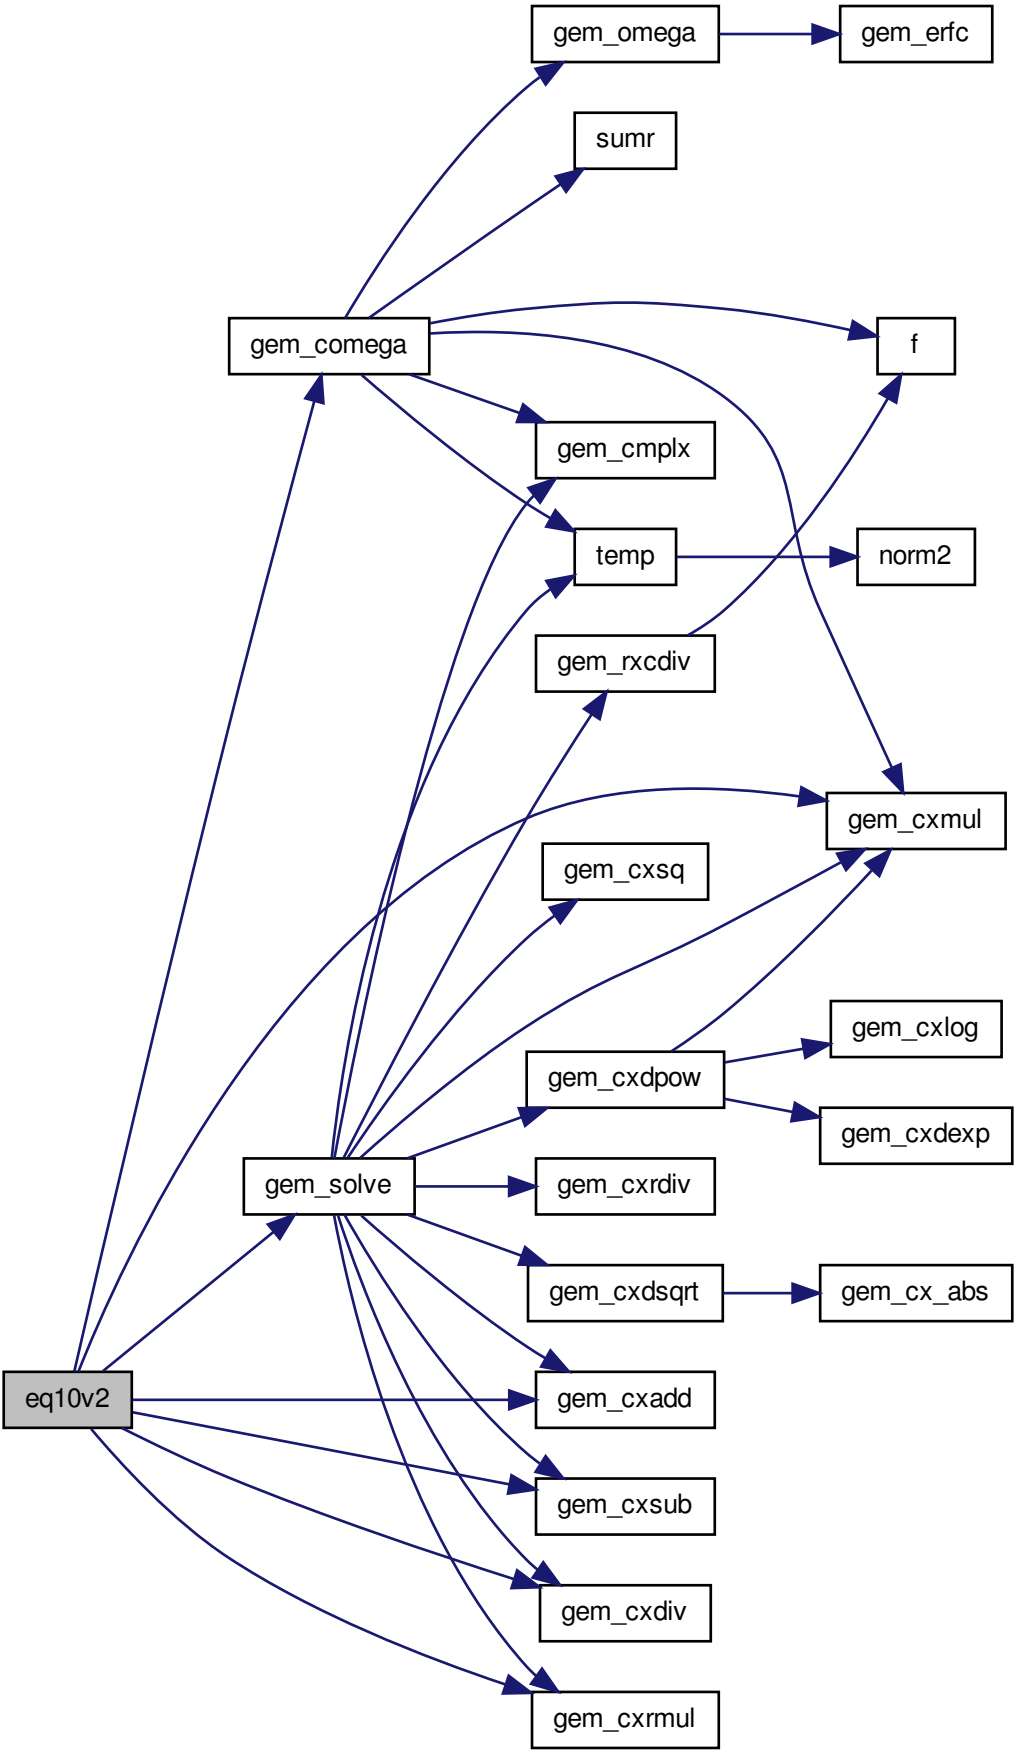 gem_omega
gem_erfc
sumr
gem_comega
f
gem_cmplx
temp
norm2
gem_rxcdiv
gem_cxmul
gem_cxsq
gem_cxlog
gem_cxdpow
gem_cxdexp
gem_solve
gem_cxrdiv
gem_cxdsqrt
gem_cx_abs
eq10v2
gem_cxadd
gem_cxsub
gem_cxdiv
gem_cxrmul